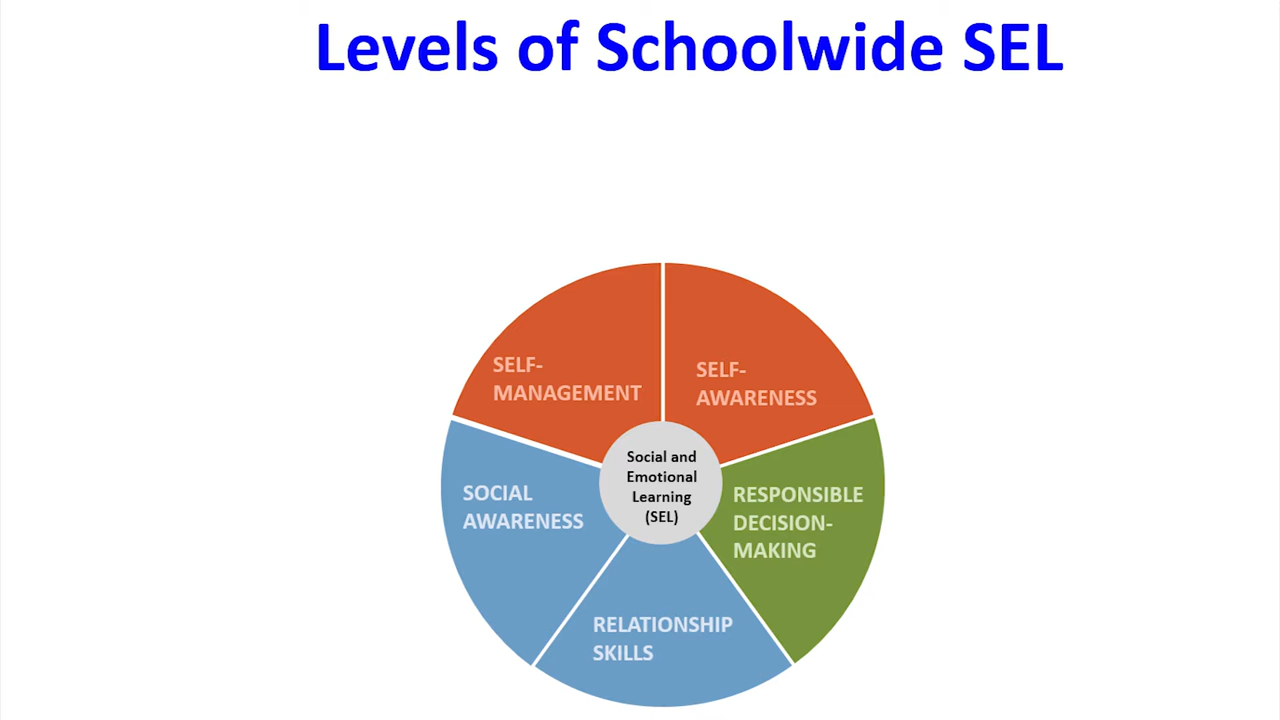 Levels of Schoolwide SEL
SELF-
MANAGEMENT
SELF-
AWARENESS
Social and
Emotional
Learning
(SEL)
SOCIAL
AWARENESS
RESPONSIBLE
DECISION-
MAKING
RELATIONSHIP
SKILLS